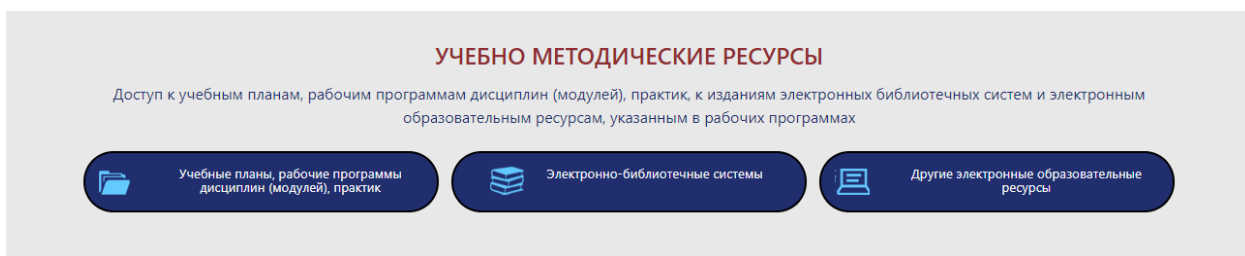 УЧЕБНО МЕТОДИЧЕСКИЕ РЕСУРСЫ
Доступ к учебным планам, рабочим программам дисциплин (модулей), практик, к изданиям электронных библиотечных систем и электронным
образовательным ресурсам, указанным в рабочих программах
Учебные планы, рабочие программы
дисциплин (модулей), практик
Электронно-библиотечные системы
Другие электронные образовательные
ресурсы